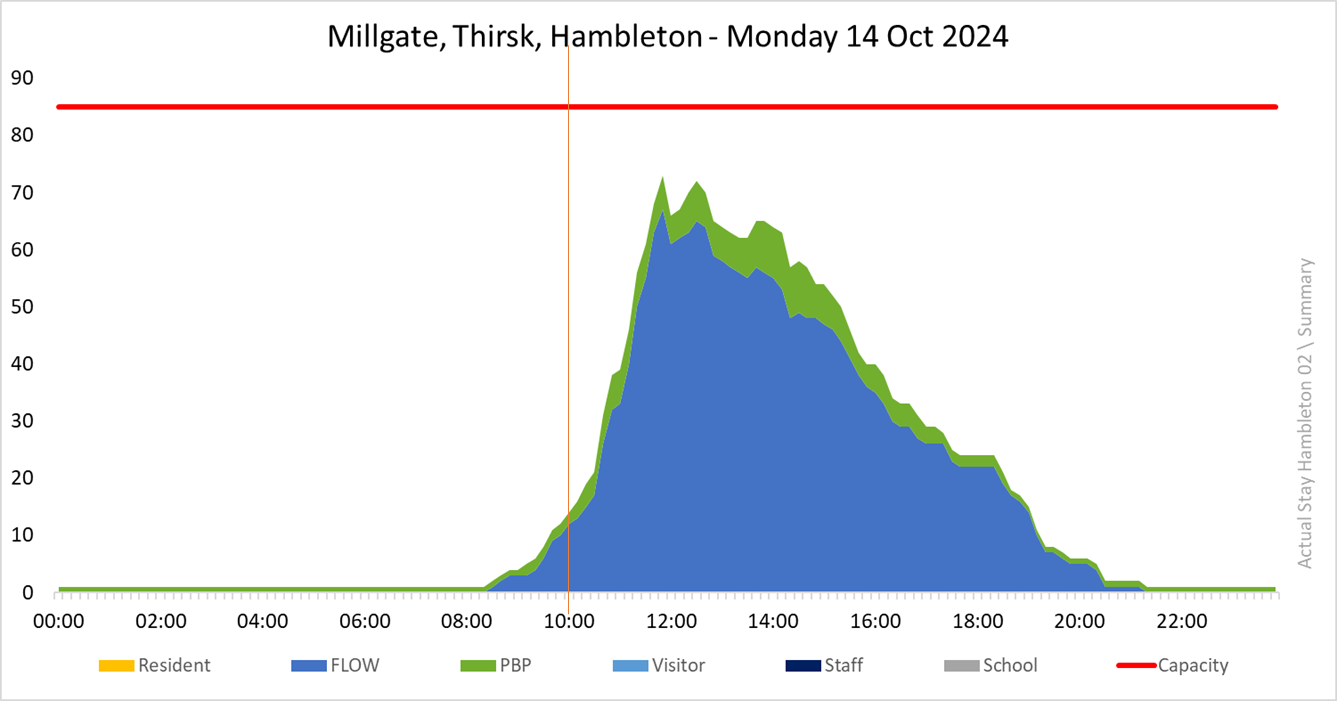 Millgate, Thirsk, Hambleton - Monday 14 Oct 2024
90
80
70
60
50
40
30
20
10
0
00:00 02:00 04:00 06:00 08:00 10:00 12:00 14:00 16:00 18:00 20:00 22:00
Resident FLOW PBP Visitor Staff School Capacity
Actual Stay Hambleton 02 \ Summary